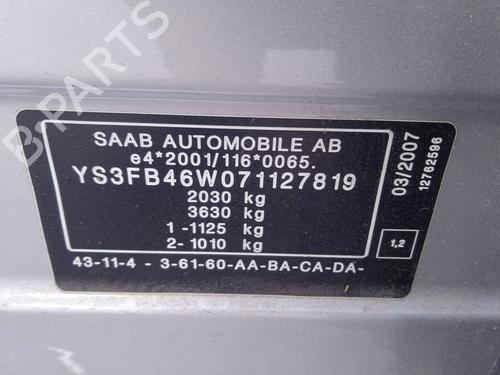 B-Parts
SAAB AUTOMOBILE AB
e4*2001/116*0065.
YS3FB46W071127819
2030 kg
3630 kg
1 -1125 kg
2- 1010 kg
43-11-4 - 3-61-60-AA-BA-CA-DA-
03/2007
12762596
1,2